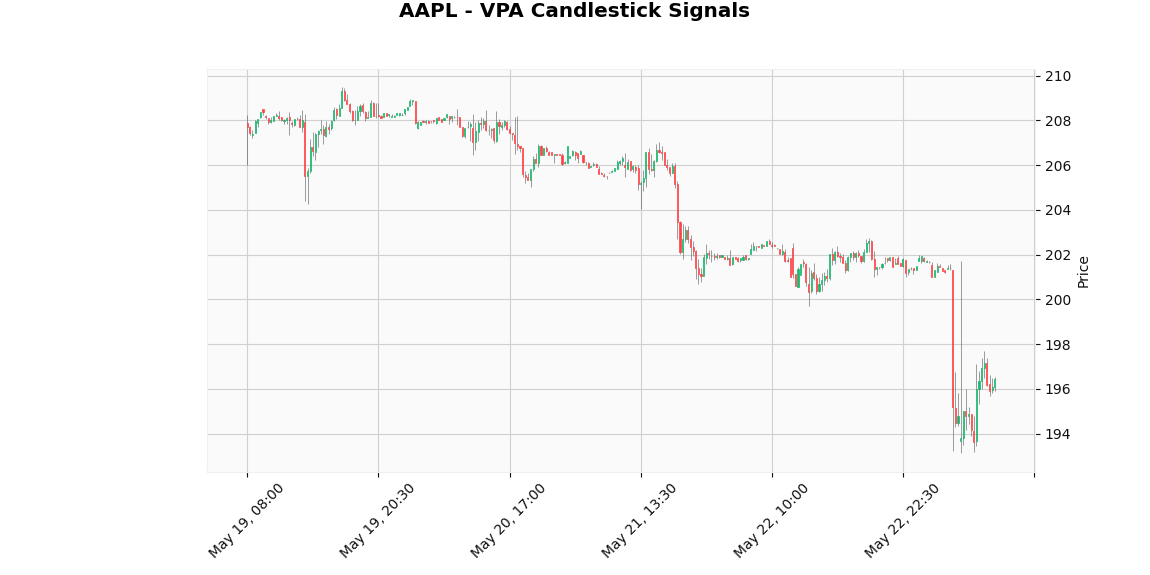 AAPL - VPA Candlestick Signals
210
208
206
204
202
200
198
196
194
Price
May 19, 08:00
May 19, 20:30
May 20, 17:00
May 21, 13:30
May 22, 10:00
May 22, 22:30